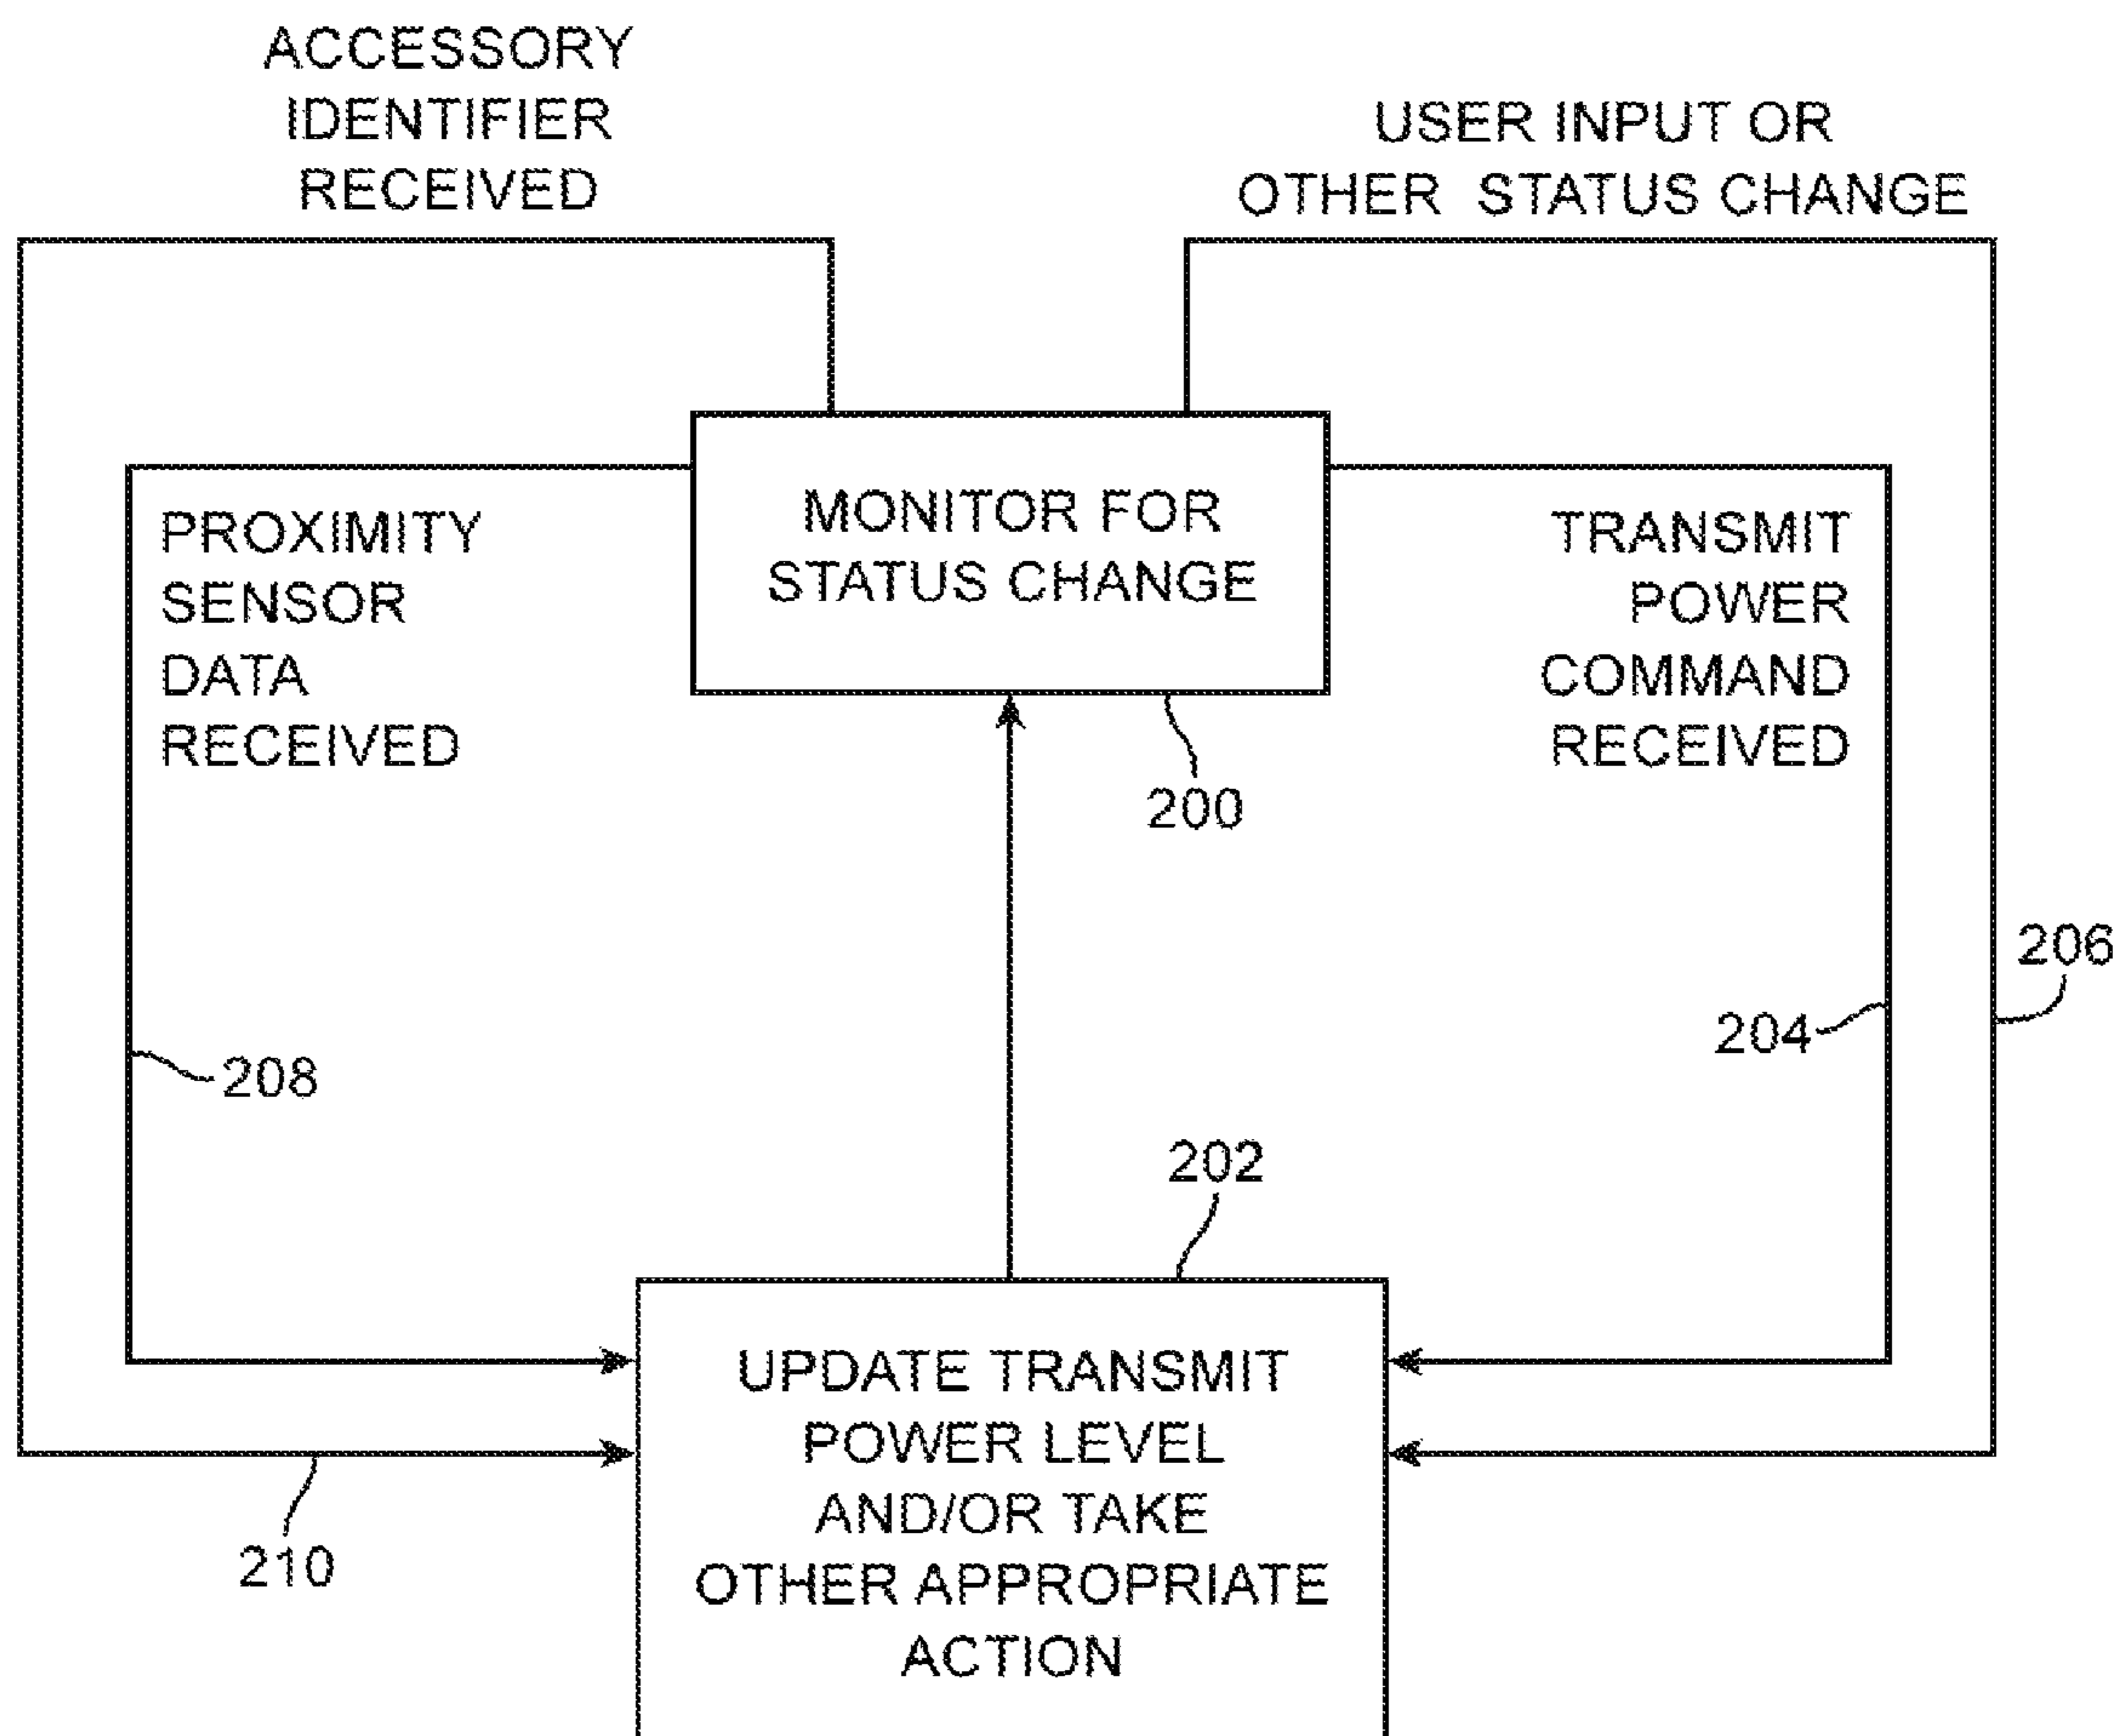 ACCESSORY
IDENTIFIER
RECEIVED
USER INPUT OR
OTHER STATUS CHANGE
PROXIMITY
SENSOR
DATA
RECEIVED
MONITOR FOR
STATUS CHANGE
TRANSMIT
POWER
COMMAND
RECEIVED
200
206
204
208
202
UPDATE TRANSMIT
POWER LEVEL
AND/OR TAKE
OTHER APPROPRIATE
ACTION
210